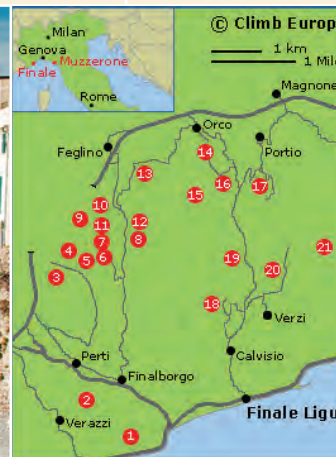 © Climb Europ
Milan
Genova
Finale
Muzzerone
Rome
1 km
1 Mile
Magnone
Orco
Feglino
Portio
14
13
16
17
15
10
9
11
12
7
8
4
5
6
3
19
20
21
18
Verzi
Perti
Calvisio
Finalborgo
2
Verazzi
1
Finale Ligu